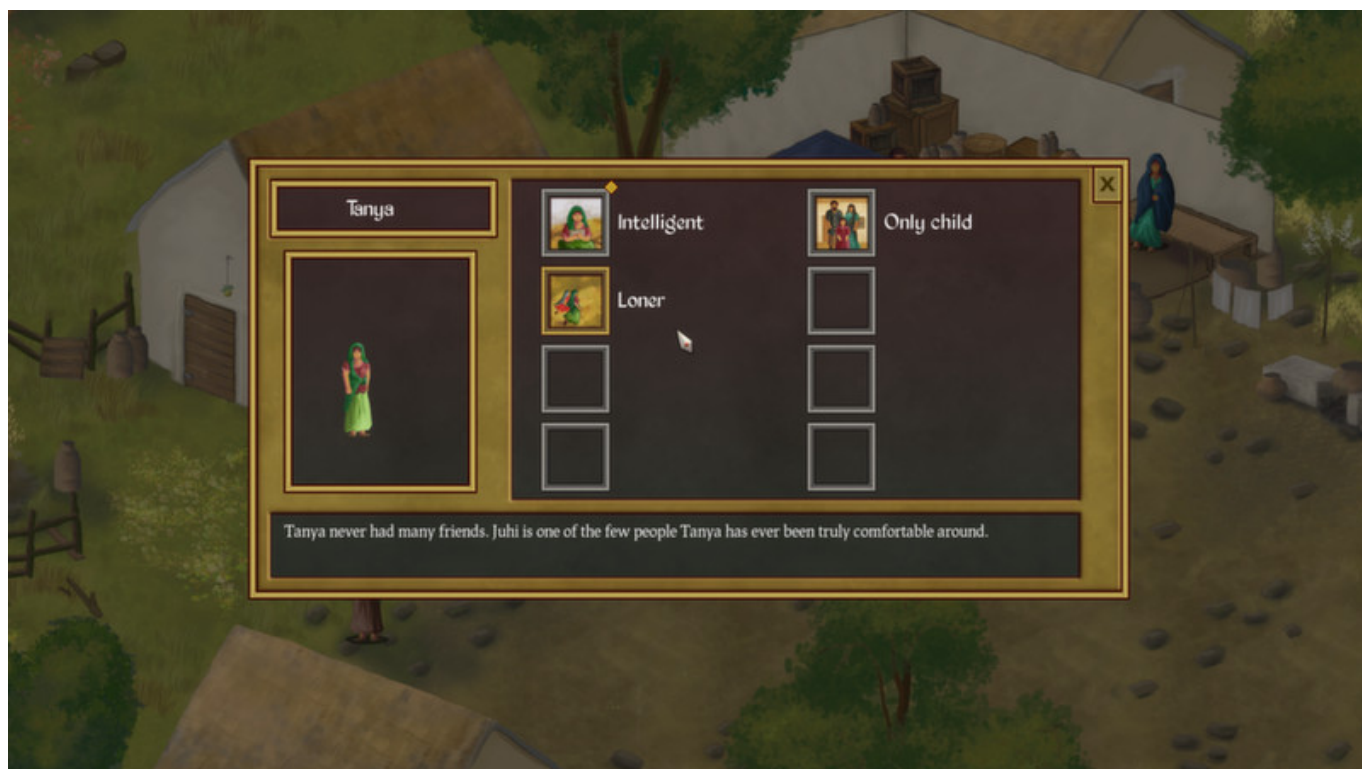 Tanya
X
Intelligent
Only child
Loner
Tanya never had many friends. Juhi is one of the few people Tanya has ever been truly comfortable around.